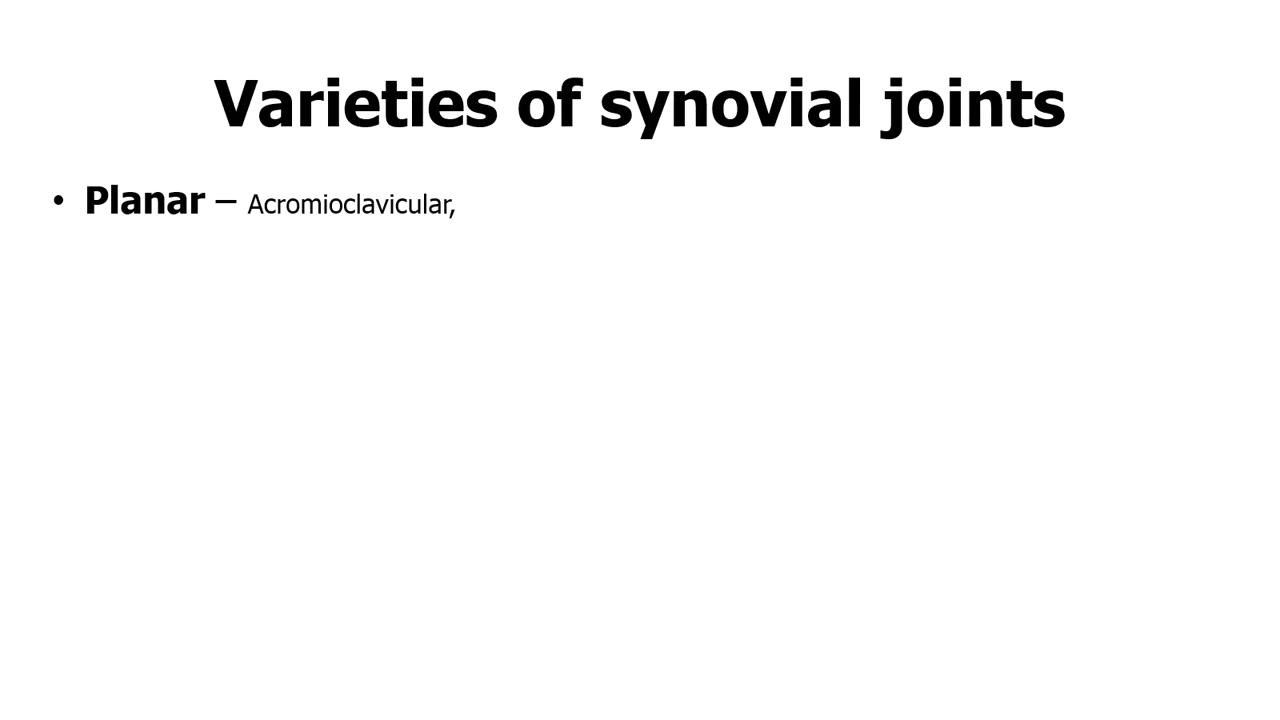 Varieties of synovial joints
• Planar – Acromioclavicular,